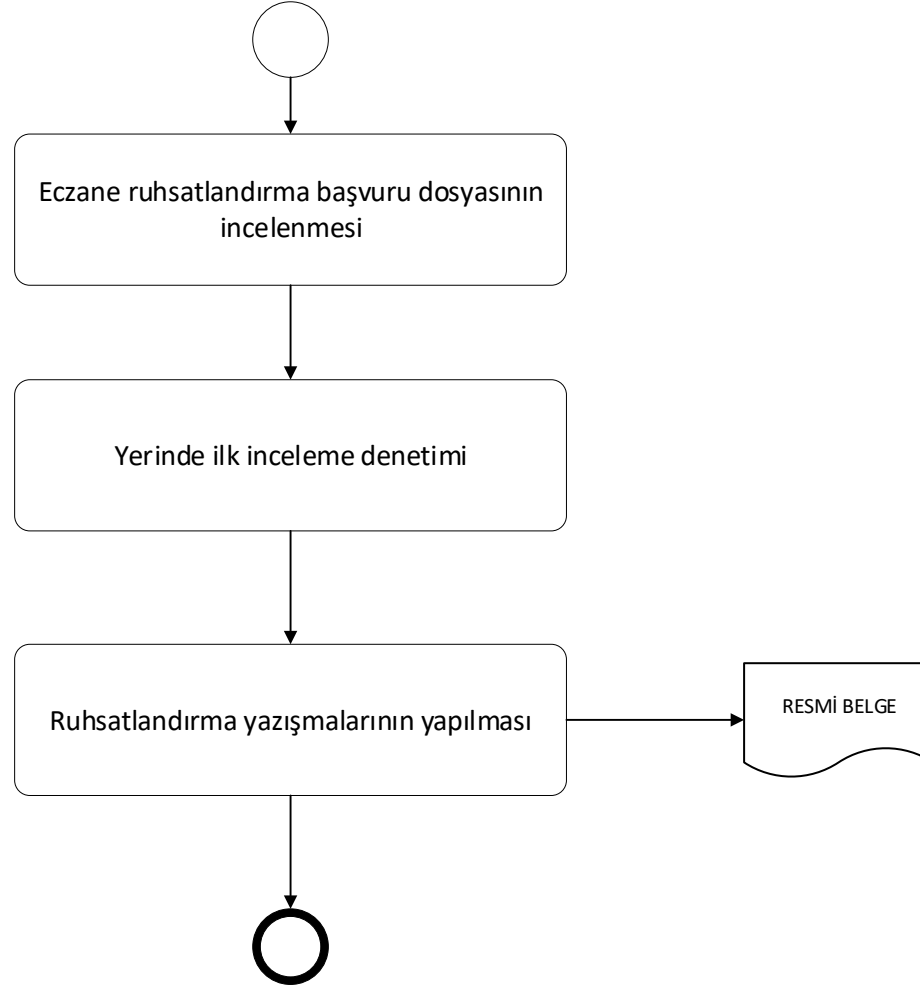 Eczane ruhsatlandırma başvuru dosyasının
incelenmesi
Yerinde ilk inceleme denetimi
Ruhsatlandırma yazışmalarının yapılması
RESMİ BELGE